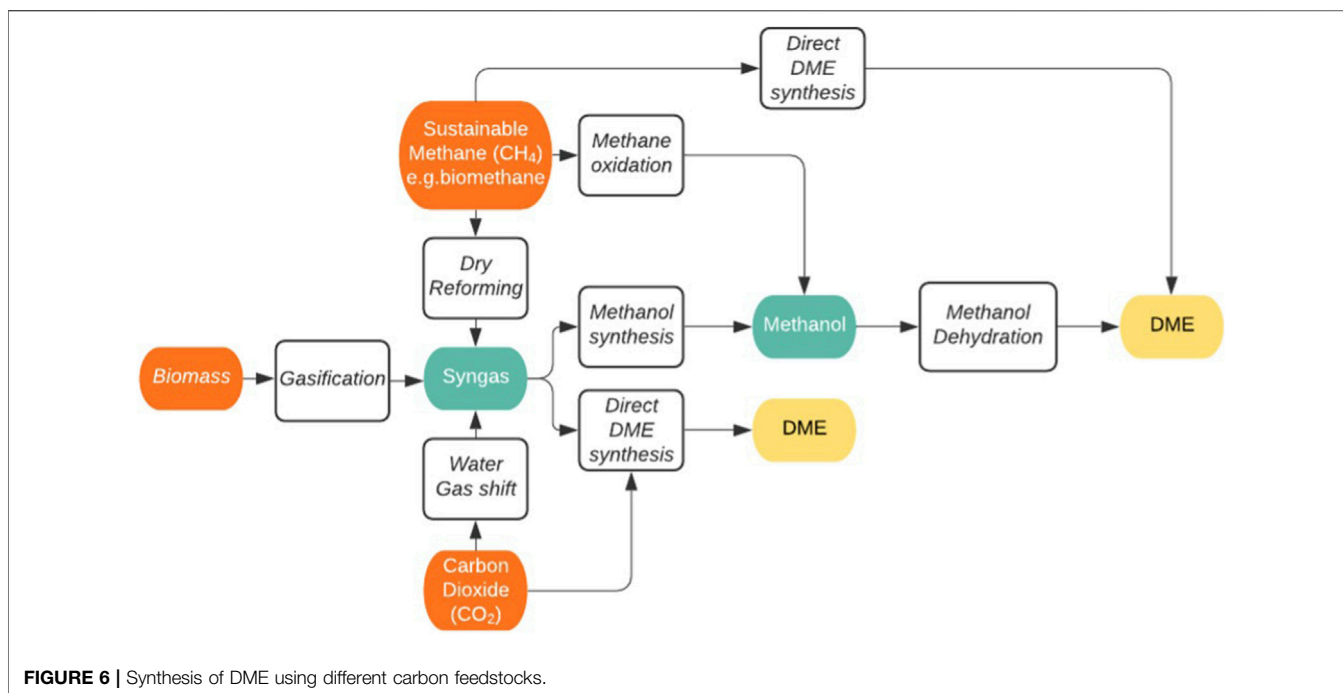 Direct
DME
synthesis
Sustainable
Methane (CH₄)
e.g.biomethane
Methane
oxidation
Dry
Reforming
Methanol
synthesis
Methanol
Methanol
Dehydration
DME
Biomass
Gasification
Syngas
Direct
DME
synthesis
DME
Water
Gas shift
Carbon
Dioxide
(CO₂)
FIGURE 6 | Synthesis of DME using different carbon feedstocks.